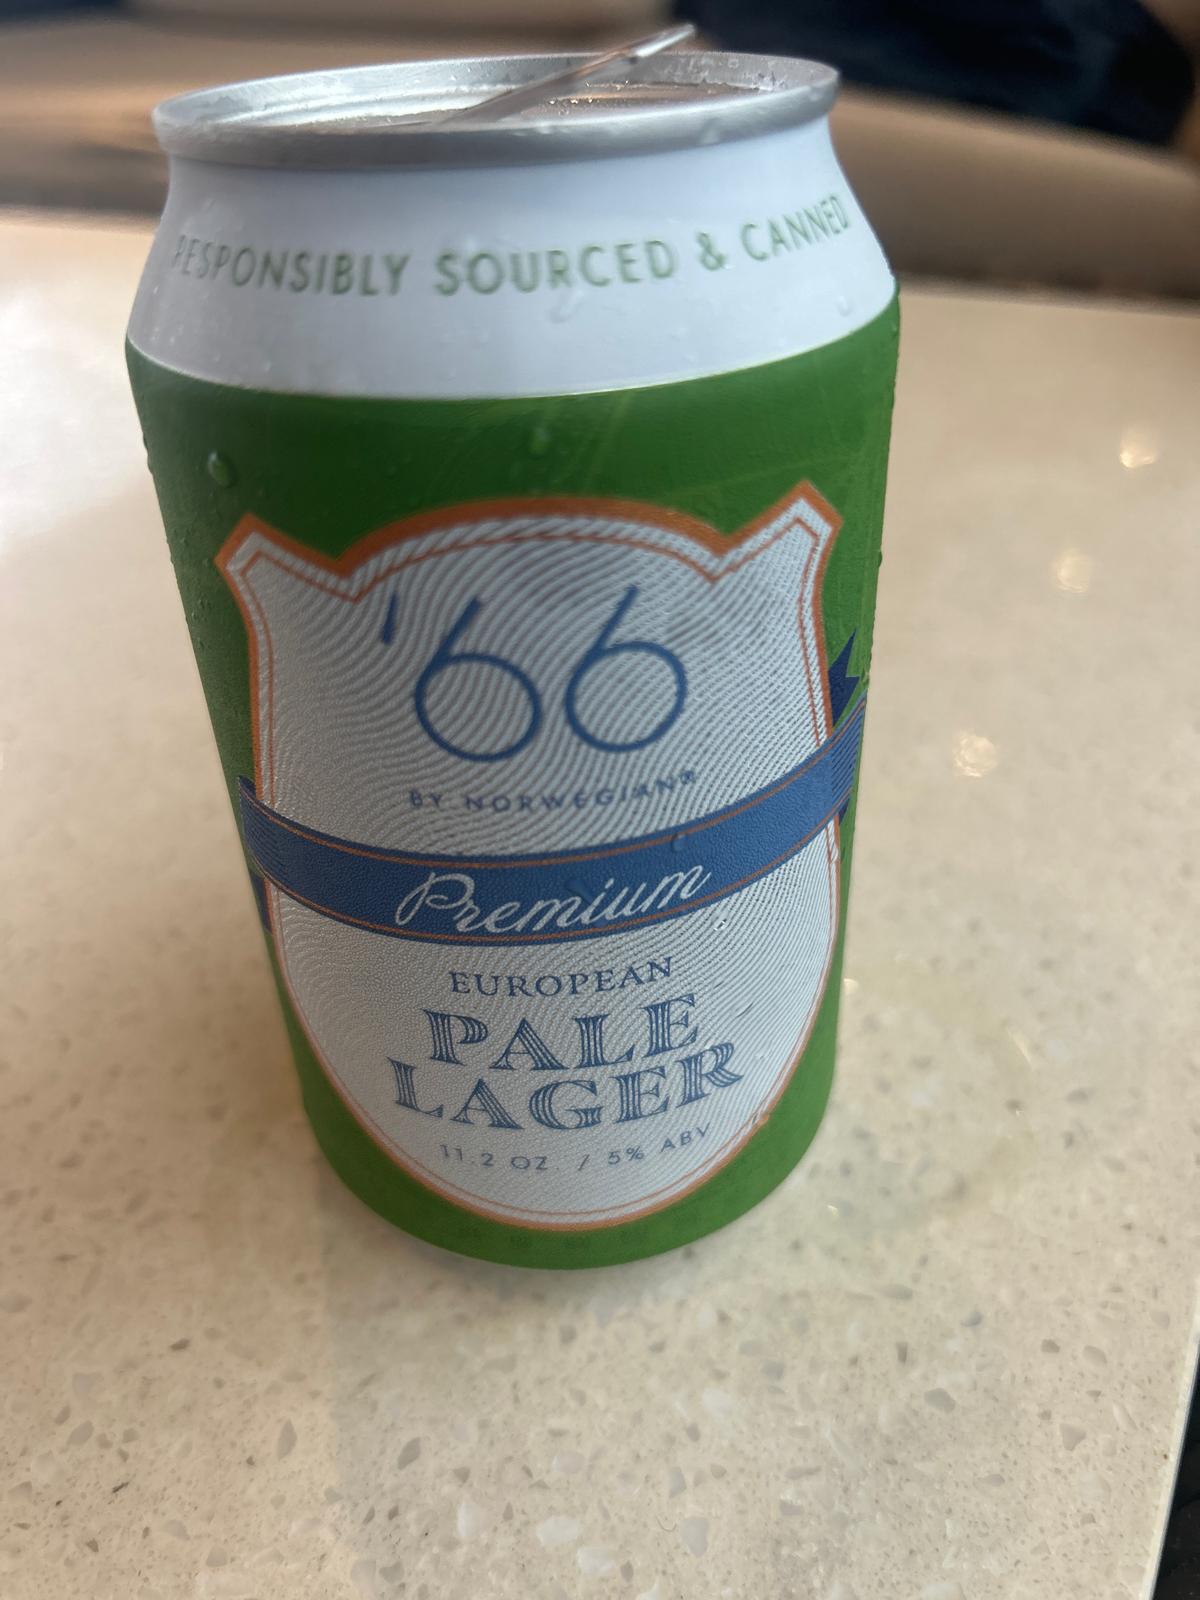 RESPONSIBLY SOURCED & CANNED
'66
BY NORWEGIAN®
Premium
EUROPEAN
PALE
LAGER
11.2 OZ. / 5% ABV